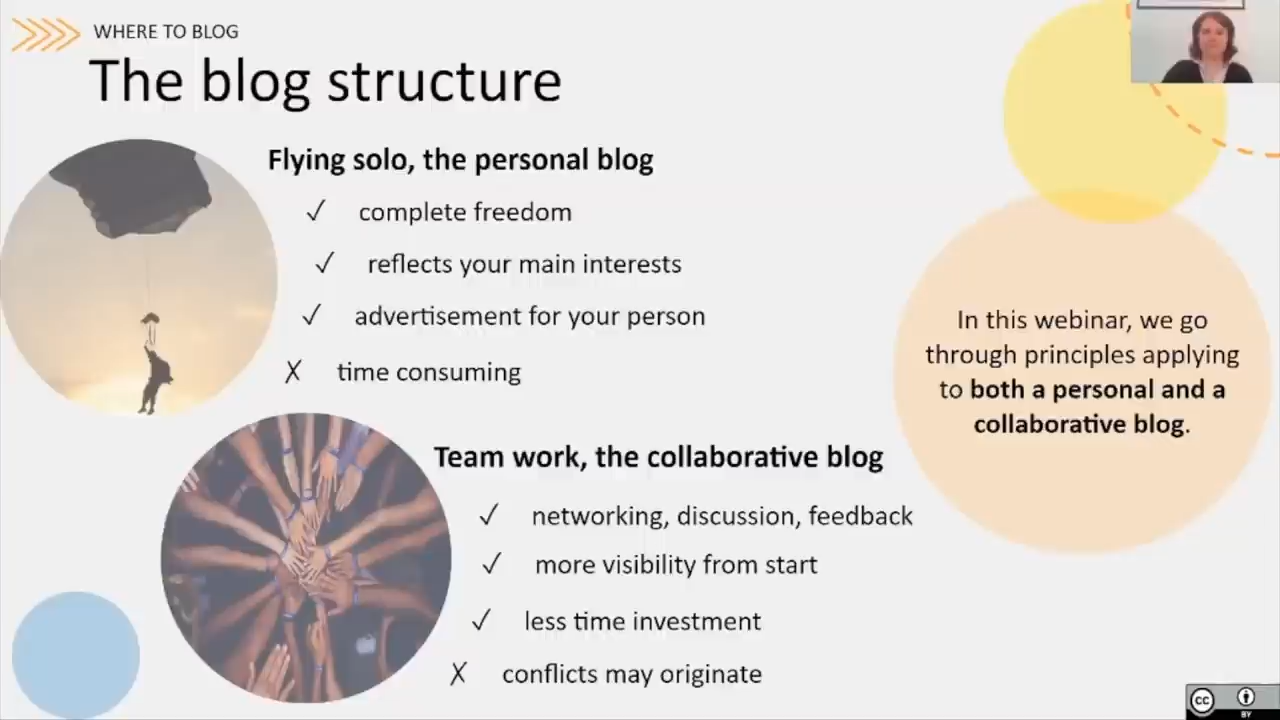 WHERE TO BLOG
The blog structure
Flying solo, the personal blog
✓ complete freedom
✓ reflects your main interests
✓ advertisement for your person
✗ time consuming
Team work, the collaborative blog
✓ networking, discussion, feedback
✓ more visibility from start
✓ less time investment
✗ conflicts may originate
In this webinar, we go
through principles applying
to both a personal and a
collaborative blog.
CC
BY